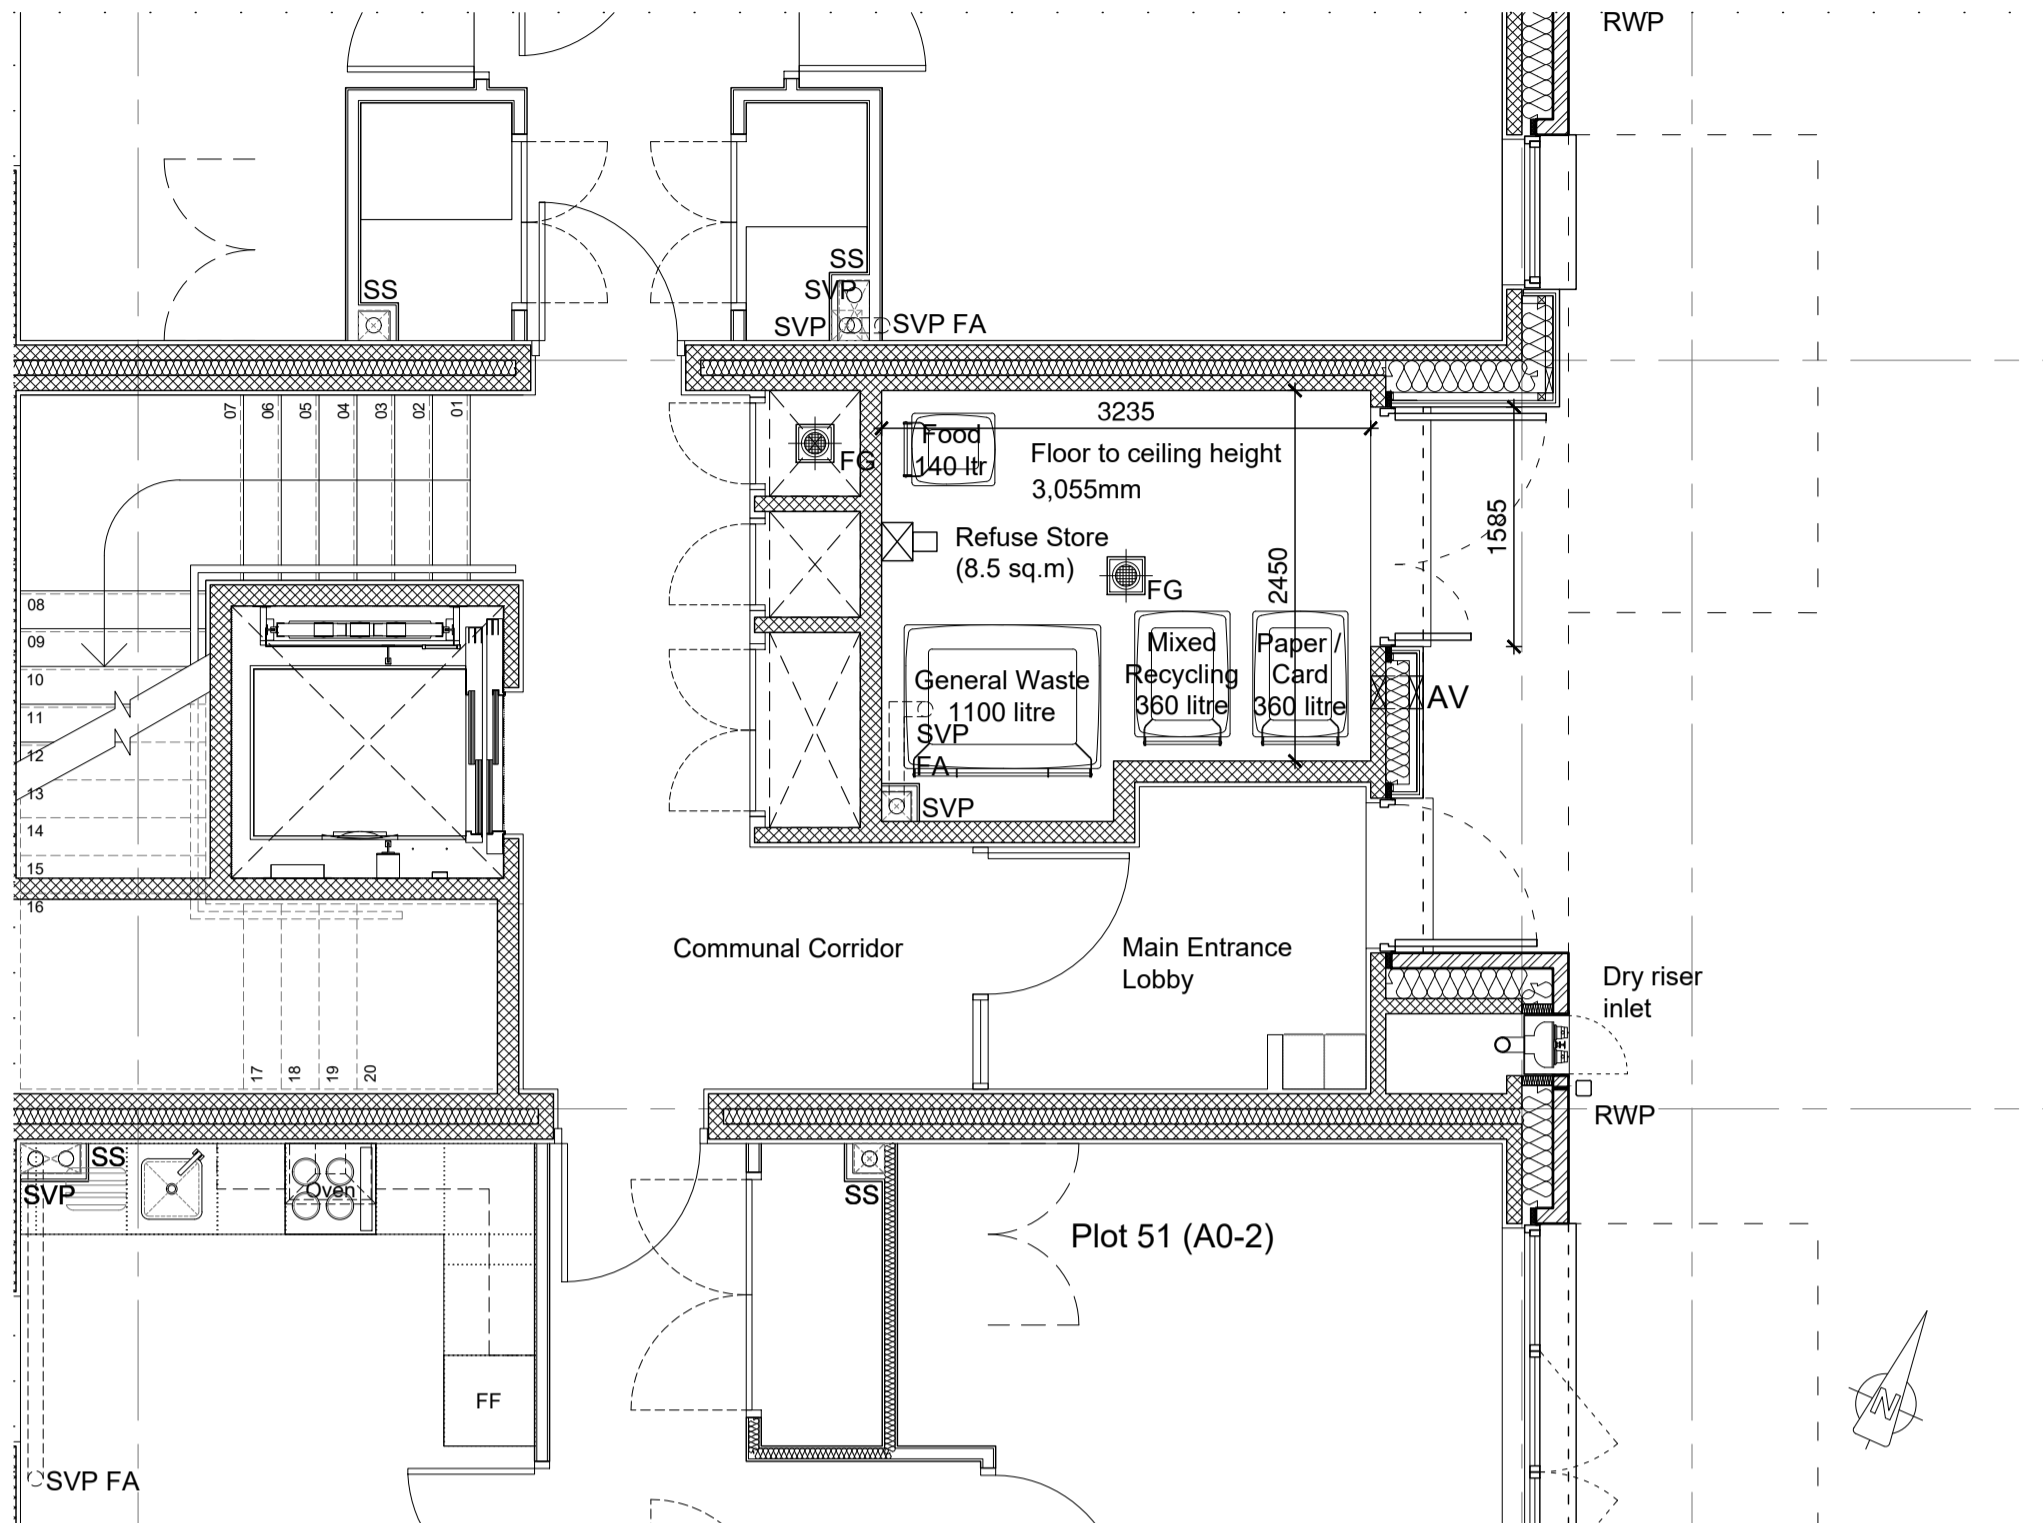 RWP
SS
SVP
SS
SVP
SVP FA
07
06
05
04
03
02
01
3235
Food
140 ltr
FG
Floor to ceiling height
3,055mm
1585
Refuse Store
(8.5 sq.m)
2450
FG
08
09
10
11
12
13
14
15
16
General Waste
1100 litre
Mixed
Recycling
360 litre
Paper /
Card
360 litre
AV
SVP
FA
SVP
Communal Corridor
Main Entrance
Lobby
Dry riser
inlet
17
18
19
20
RWP
SS
SVP
Oven
SS
Plot 51 (A0-2)
FF
SVP FA
N